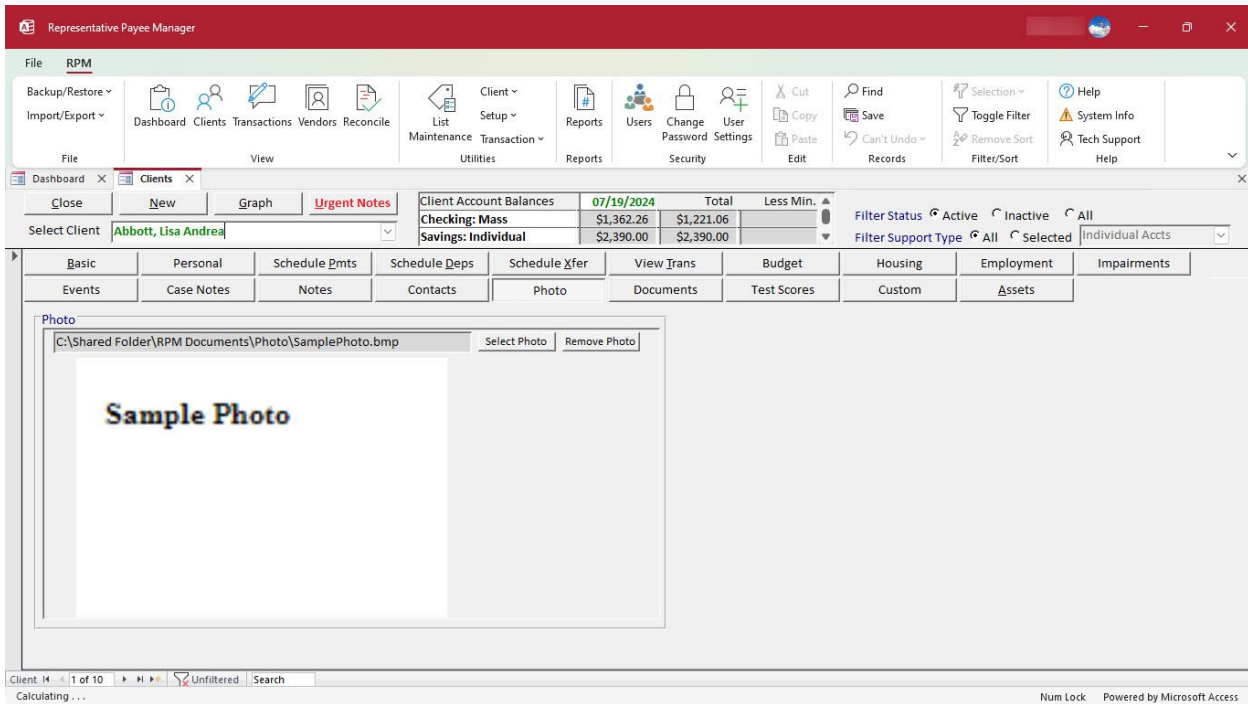 Representative Payee Manager
File RPM
Backup/Restore
Import/Export
File
Dashboard Clients Transactions Vendors Reconcile
View
List Maintenance
Client
Setup
Transaction
Utilities
Reports
Reports
Users Change Password User Settings
Security
Cut
Copy
Paste
Edit
Find
Save
Can't Undo
Records
Selection
Toggle Filter
Remove Sort
Filter/Sort
Help
System Info
Tech Support
Help
Dashboard Clients
Close New Graph Urgent Notes
Select Client Abbott, Lisa Andrea
Client Account Balances 07/19/2024 Total Less Min.
Checking: Mass $1,362.26 $1,221.06
Savings: Individual $2,390.00 $2,390.00
Filter Status Active Inactive All
Filter Support Type All Selected Individual Accts
Basic Personal Schedule Pmts Schedule Deps Schedule Xfer View Trans Budget Housing Employment Impairments
Events Case Notes Notes Contacts Photo Documents Test Scores Custom Assets
Photo
C:\Shared Folder\RPM Documents\Photo\SamplePhoto.bmp Select Photo Remove Photo
Sample Photo
Client 1 of 10 Unfiltered Search
Calculating . . . Num Lock Powered by Microsoft Access